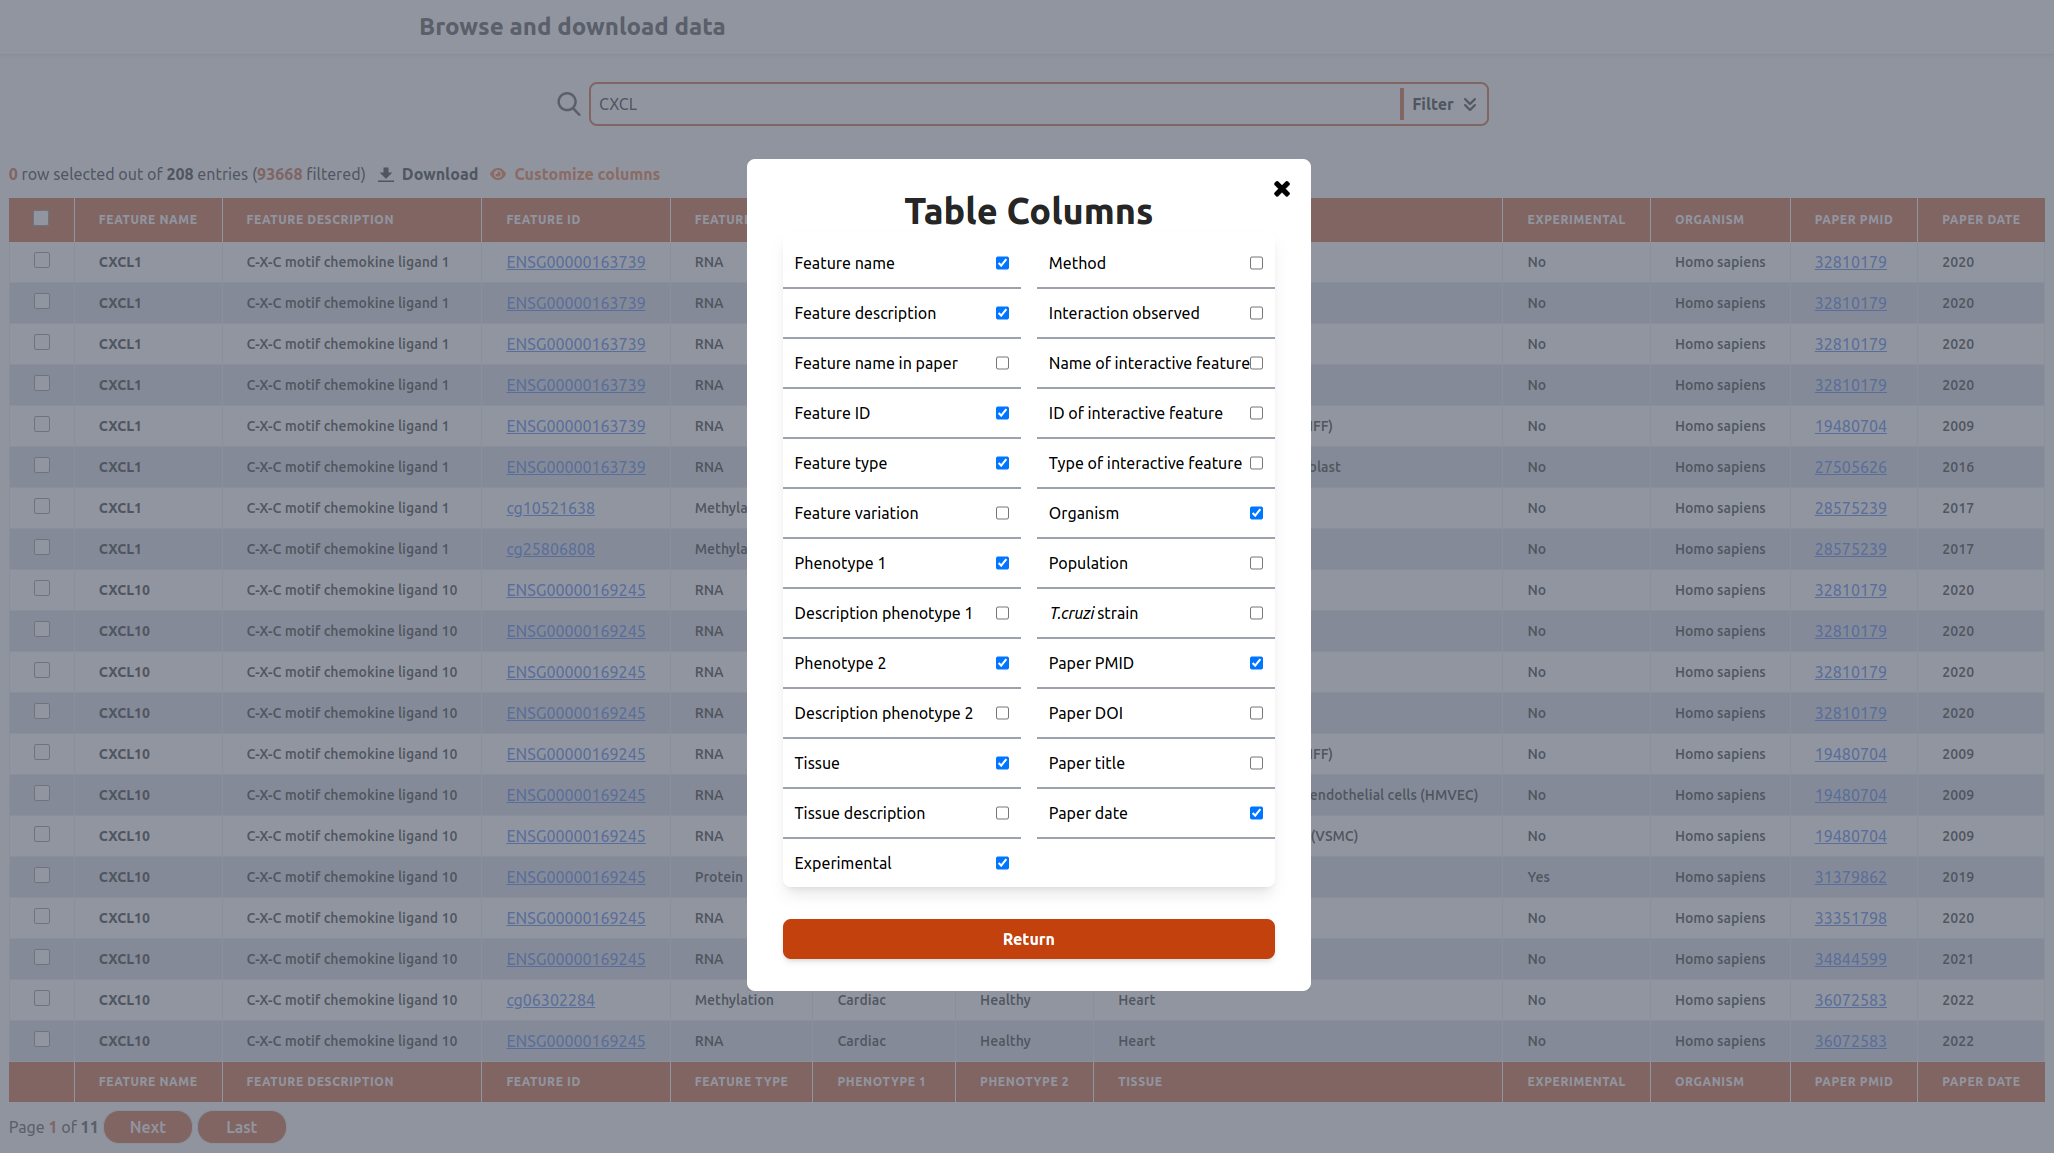 Browse and download data
CXCL
Filter
0 row selected out of 208 entries (93668 filtered) Download Customize columns
FEATURE NAME FEATURE DESCRIPTION FEATURE ID EXPERIMENTAL ORGANISM PAPER PMID PAPER DATE
CXCL1 C-X-C motif chemokine ligand 1 ENSG00000163739 RNA No Homo sapiens 32810179 2020
CXCL1 C-X-C motif chemokine ligand 1 ENSG00000163739 RNA No Homo sapiens 32810179 2020
CXCL1 C-X-C motif chemokine ligand 1 ENSG00000163739 RNA No Homo sapiens 32810179 2020
CXCL1 C-X-C motif chemokine ligand 1 ENSG00000163739 RNA No Homo sapiens 32810179 2020
CXCL1 C-X-C motif chemokine ligand 1 ENSG00000163739 RNA No Homo sapiens 19480704 2009
CXCL1 C-X-C motif chemokine ligand 1 ENSG00000163739 RNA No Homo sapiens 27505626 2016
CXCL1 C-X-C motif chemokine ligand 1 cg10521638 No Homo sapiens 28575239 2017
CXCL1 C-X-C motif chemokine ligand 1 cg25806808 No Homo sapiens 28575239 2017
CXCL10 C-X-C motif chemokine ligand 10 ENSG00000169245 RNA No Homo sapiens 32810179 2020
CXCL10 C-X-C motif chemokine ligand 10 ENSG00000169245 RNA No Homo sapiens 32810179 2020
CXCL10 C-X-C motif chemokine ligand 10 ENSG00000169245 RNA No Homo sapiens 32810179 2020
CXCL10 C-X-C motif chemokine ligand 10 ENSG00000169245 RNA No Homo sapiens 32810179 2020
CXCL10 C-X-C motif chemokine ligand 10 ENSG00000169245 RNA No Homo sapiens 19480704 2009
CXCL10 C-X-C motif chemokine ligand 10 ENSG00000169245 RNA endothelial cells (HMVEC) No Homo sapiens 19480704 2009
CXCL10 C-X-C motif chemokine ligand 10 ENSG00000169245 RNA (VSMC) No Homo sapiens 19480704 2009
CXCL10 C-X-C motif chemokine ligand 10 ENSG00000169245 Protein Yes Homo sapiens 31379862 2019
CXCL10 C-X-C motif chemokine ligand 10 ENSG00000169245 RNA No Homo sapiens 33351798 2020
CXCL10 C-X-C motif chemokine ligand 10 ENSG00000169245 RNA No Homo sapiens 34844599 2021
CXCL10 C-X-C motif chemokine ligand 10 cg06302284 Methylation Cardiac Healthy Heart No Homo sapiens 36072583 2022
CXCL10 C-X-C motif chemokine ligand 10 ENSG00000169245 RNA Cardiac Healthy Heart No Homo sapiens 36072583 2022
FEATURE NAME FEATURE DESCRIPTION FEATURE ID FEATURE TYPE PHENOTYPE 1 PHENOTYPE 2 TISSUE EXPERIMENTAL ORGANISM PAPER PMID PAPER DATE
Page 1 of 11 Next Last
Table Columns
Feature name
Feature description
Feature name in paper
Feature ID
Feature type
Feature variation
Phenotype 1
Description phenotype 1
Phenotype 2
Description phenotype 2
Tissue
Tissue description
Experimental
Method
Interaction observed
Name of interactive feature
ID of interactive feature
Type of interactive feature
Organism
Population
T.cruzi strain
Paper PMID
Paper DOI
Paper title
Paper date
Return